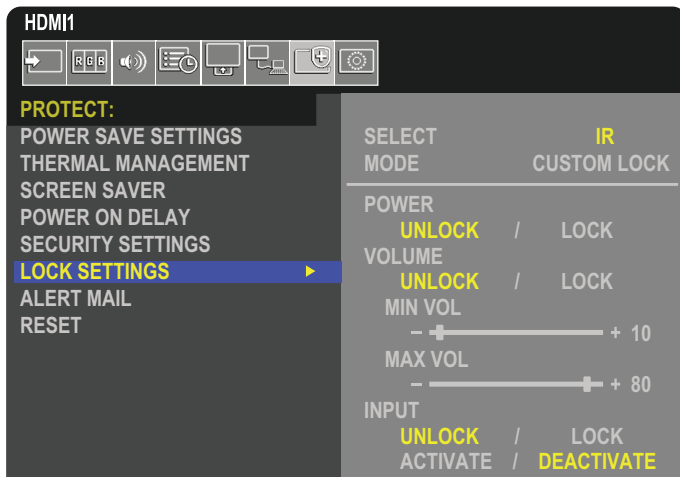 HDMI1
R G B
PROTECT:
POWER SAVE SETTINGS
THERMAL MANAGEMENT
SCREEN SAVER
POWER ON DELAY
SECURITY SETTINGS
LOCK SETTINGS
ALERT MAIL
RESET
SELECT IR
MODE CUSTOM LOCK
POWER
UNLOCK / LOCK
VOLUME
UNLOCK / LOCK
MIN VOL
− + 10
MAX VOL
− + 80
INPUT
UNLOCK / LOCK
ACTIVATE / DEACTIVATE